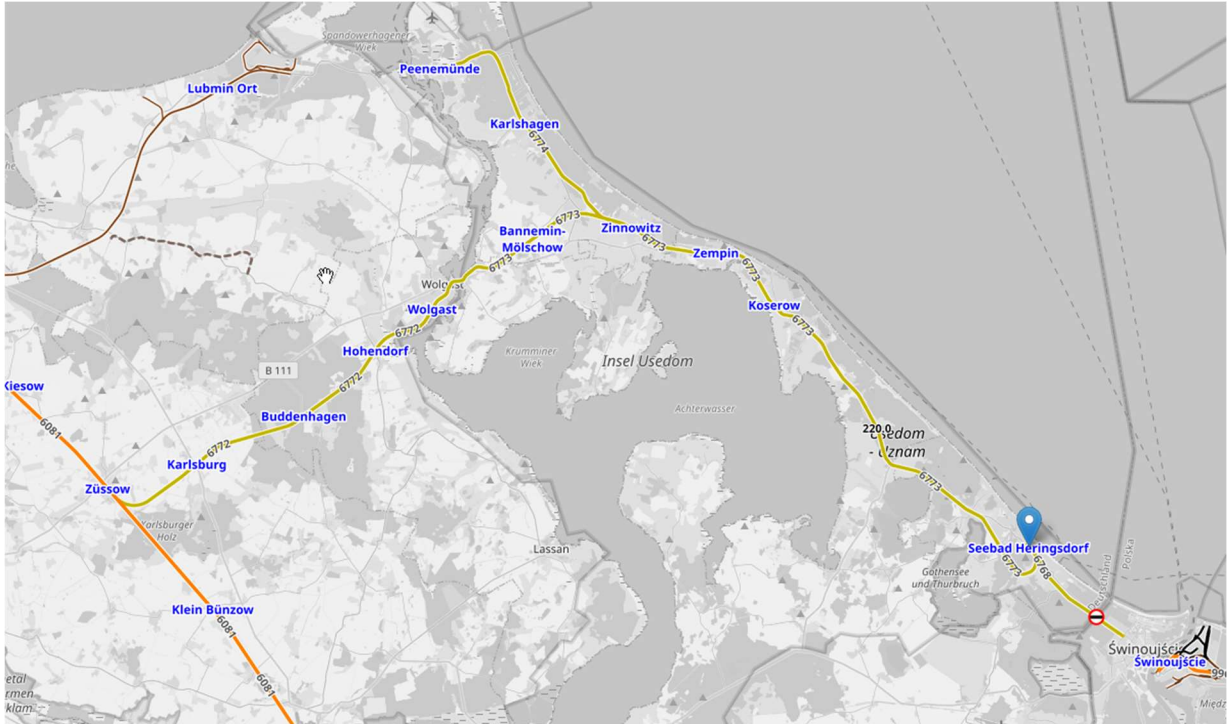 Spandowerhagener
Wiek
Peenemünde
Lubmin Ort
Karlshagen
6774
6773
Bannemin-
Mölschow
Zinnowitz
6773
Zempin
6773
6773
Wolgast
Koserow
Wolgast
6773
6772
Hohendorf
Krumminer
Wiek
Insel Usedom
B 111
6772
Kiesow
Achterwasser
Buddenhagen
6081
220.0
Usedom
- Uznam
6772
Karlsburg
6773
Züssow
Karlsburger
Holz
Lassan
Seebad Heringsdorf
6773
6768
Gothensee
und Thurbruch
Deutschland
Polska
Klein Bünzow
6081
Świnoujście
Świnoujście
6081